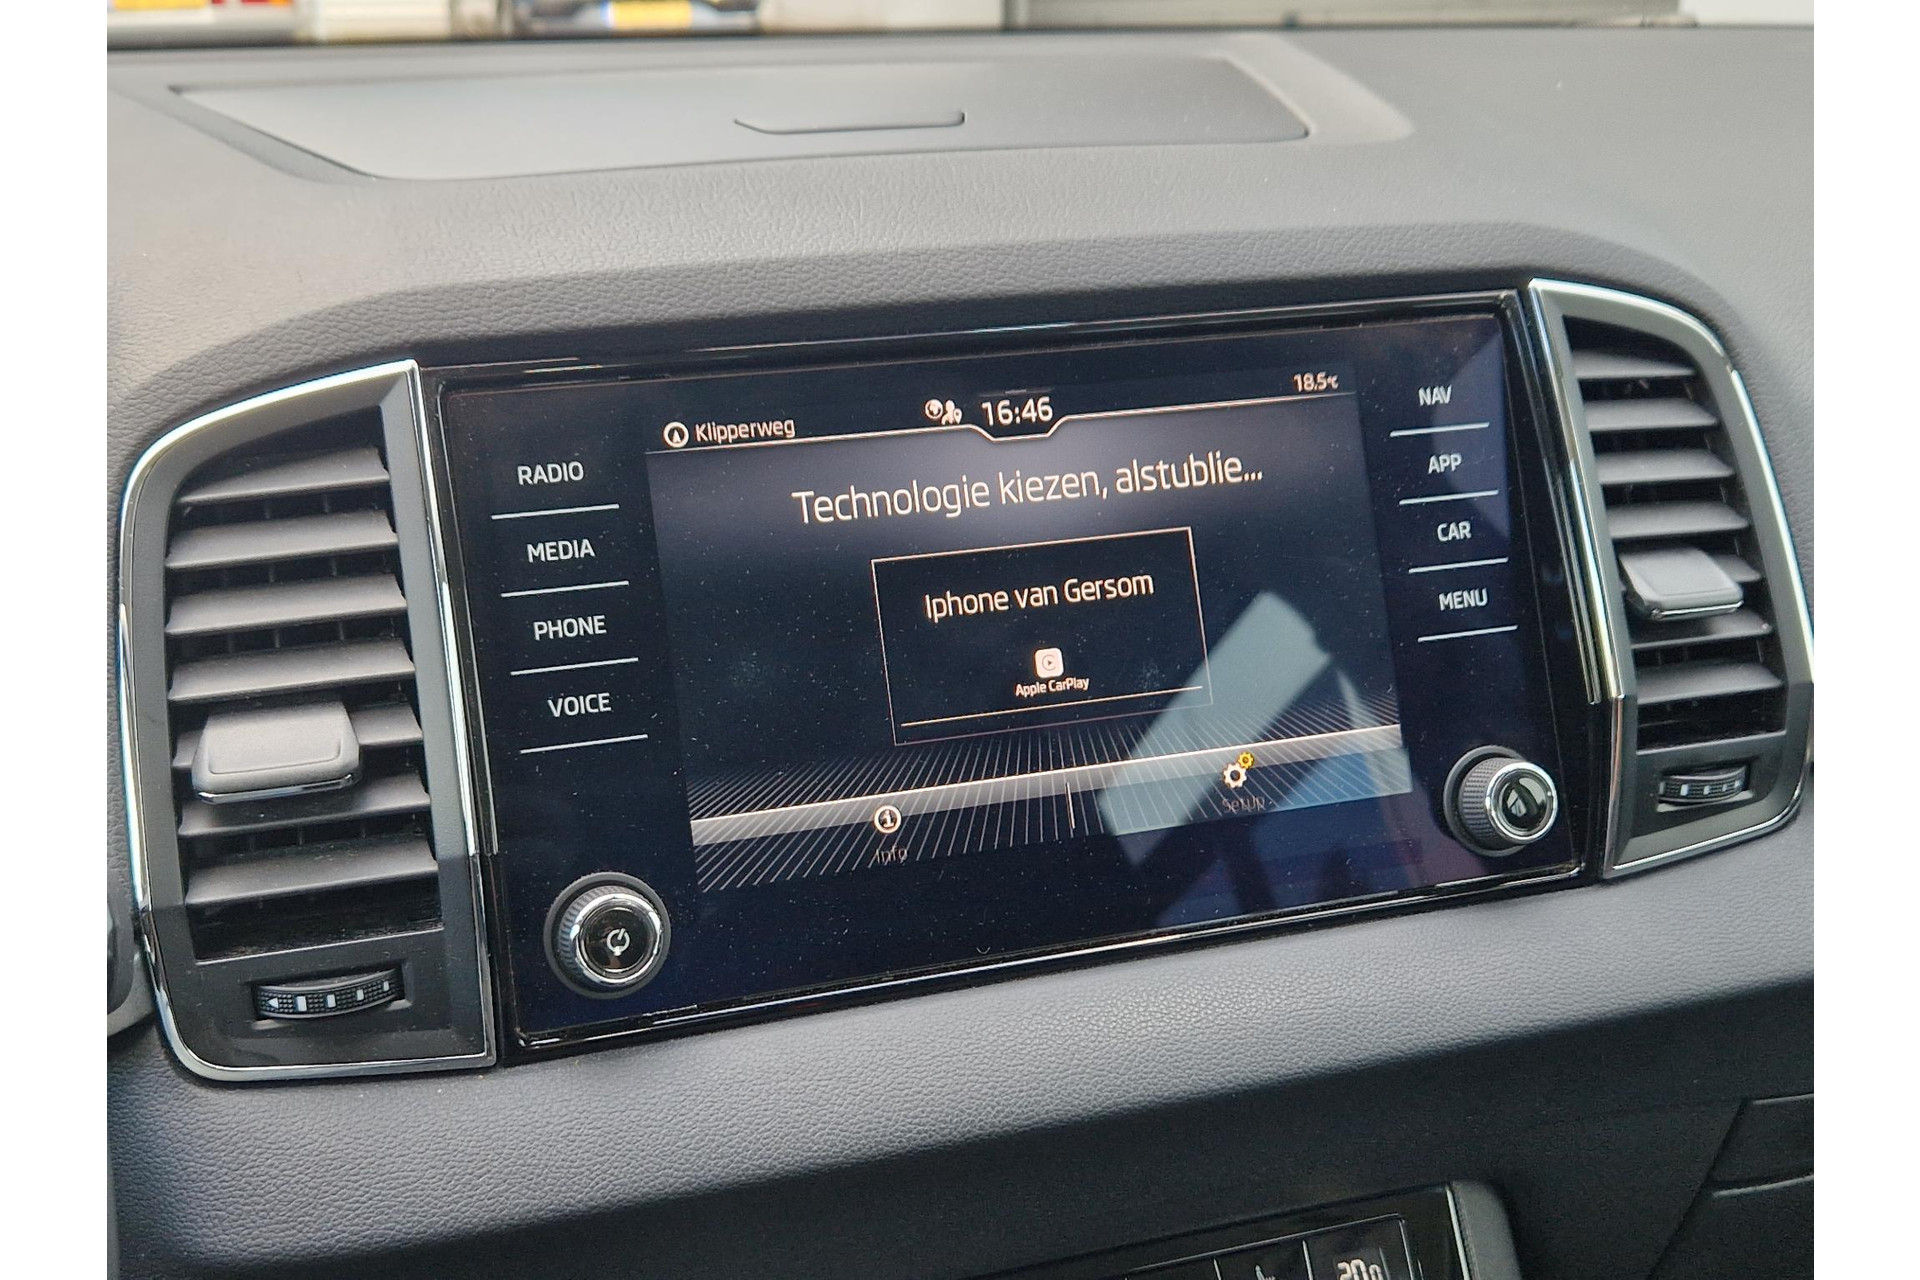 Klipperweg
16:46
18.5°C
RADIO
MEDIA
PHONE
VOICE
Technologie kiezen, alstublie...
Iphone van Gersom
Apple CarPlay
Info
SetUp
NAV
APP
CAR
MENU